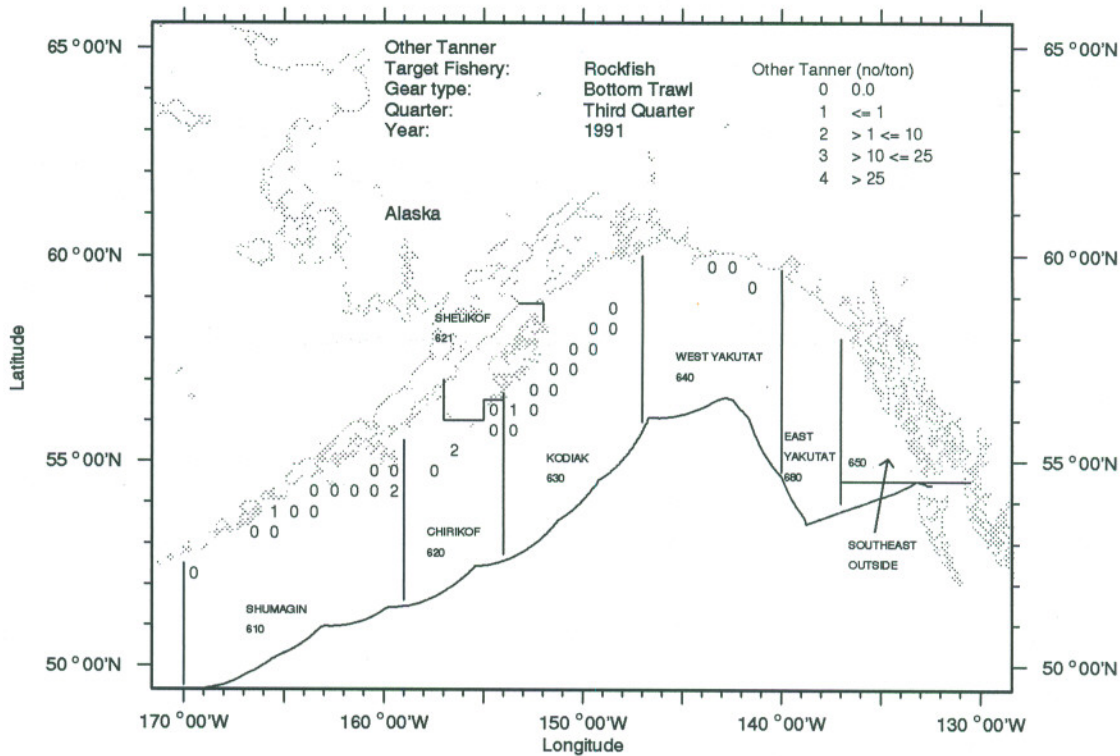 Other Tanner
Target Fishery: Rockfish
Gear type: Bottom Trawl
Quarter: Third Quarter
Year: 1991
Other Tanner (no/ton)
0 0.0
1 <= 1
2 > 1 <= 10
3 > 10 <= 25
4 > 25
65 °00'N
65 °00'N
Alaska
60 °00'N
60 °00'N
0 0
0
SHELIKOF
621
0
0 0
0 0
0 0
0 0
0 1 0
0 0
2
0
WEST YAKUTAT
640
KODIAK
630
EAST
YAKUTAT
680
650
55 °00'N
55 °00'N
0 0
0 0 0 0 2
1 0 0
0 0
0
CHIRIKOF
620
SOUTHEAST
OUTSIDE
SHUMAGIN
610
50 °00'N
50 °00'N
Latitude
170 °00'W
160 °00'W
150 °00'W
140 °00'W
130 °00'W
Longitude